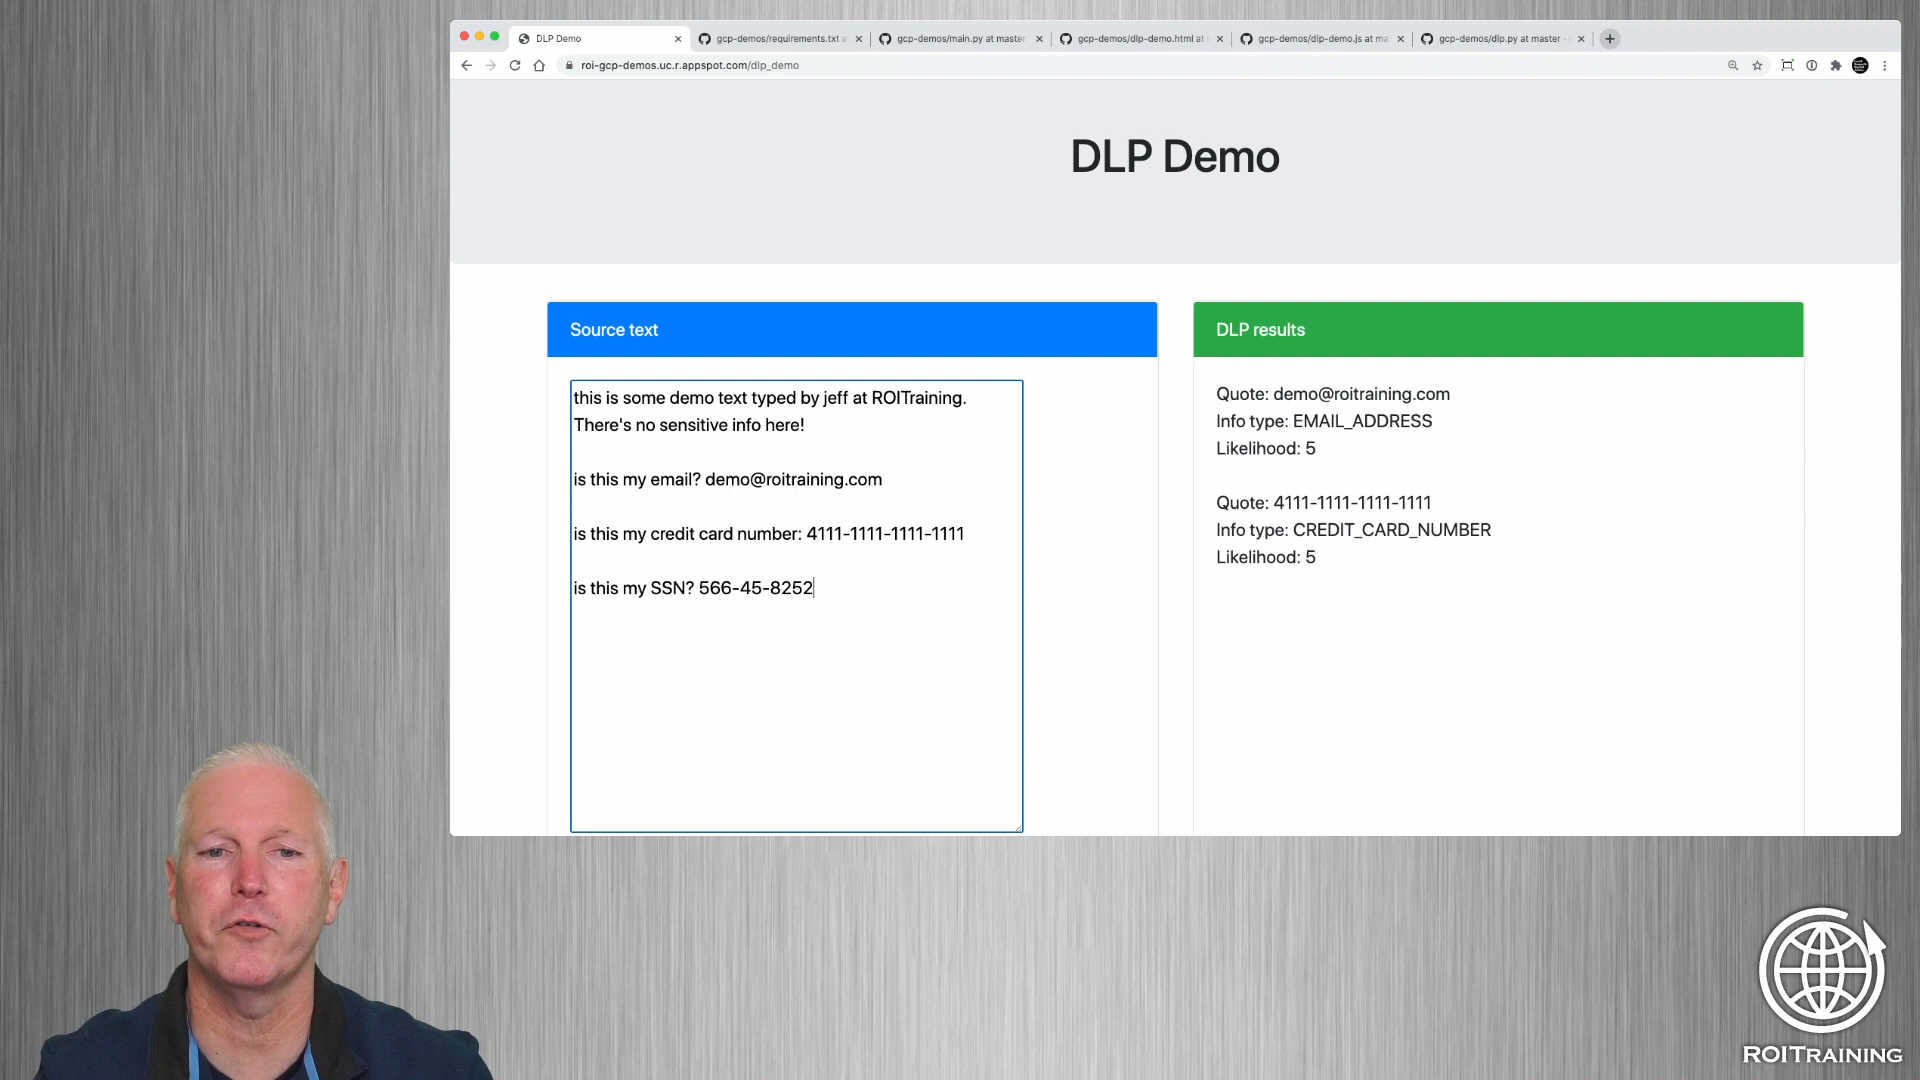 DLP Demo
gcp-demos/requirements.txt a
gcp-demos/main.py at master
gcp-demos/dlp-demo.html at
gcp-demos/dlp-demo.js at ma
gcp-demos/dlp.py at master
roi-gcp-demos.uc.r.appspot.com/dlp_demo
DLP Demo
Source text
this is some demo text typed by jeff at ROITraining.
There's no sensitive info here!
is this my email? demo@roitraining.com
is this my credit card number: 4111-1111-1111-1111
is this my SSN? 566-45-8252
DLP results
Quote: demo@roitraining.com
Info type: EMAIL_ADDRESS
Likelihood: 5
Quote: 4111-1111-1111-1111
Info type: CREDIT_CARD_NUMBER
Likelihood: 5
ROITRAINING